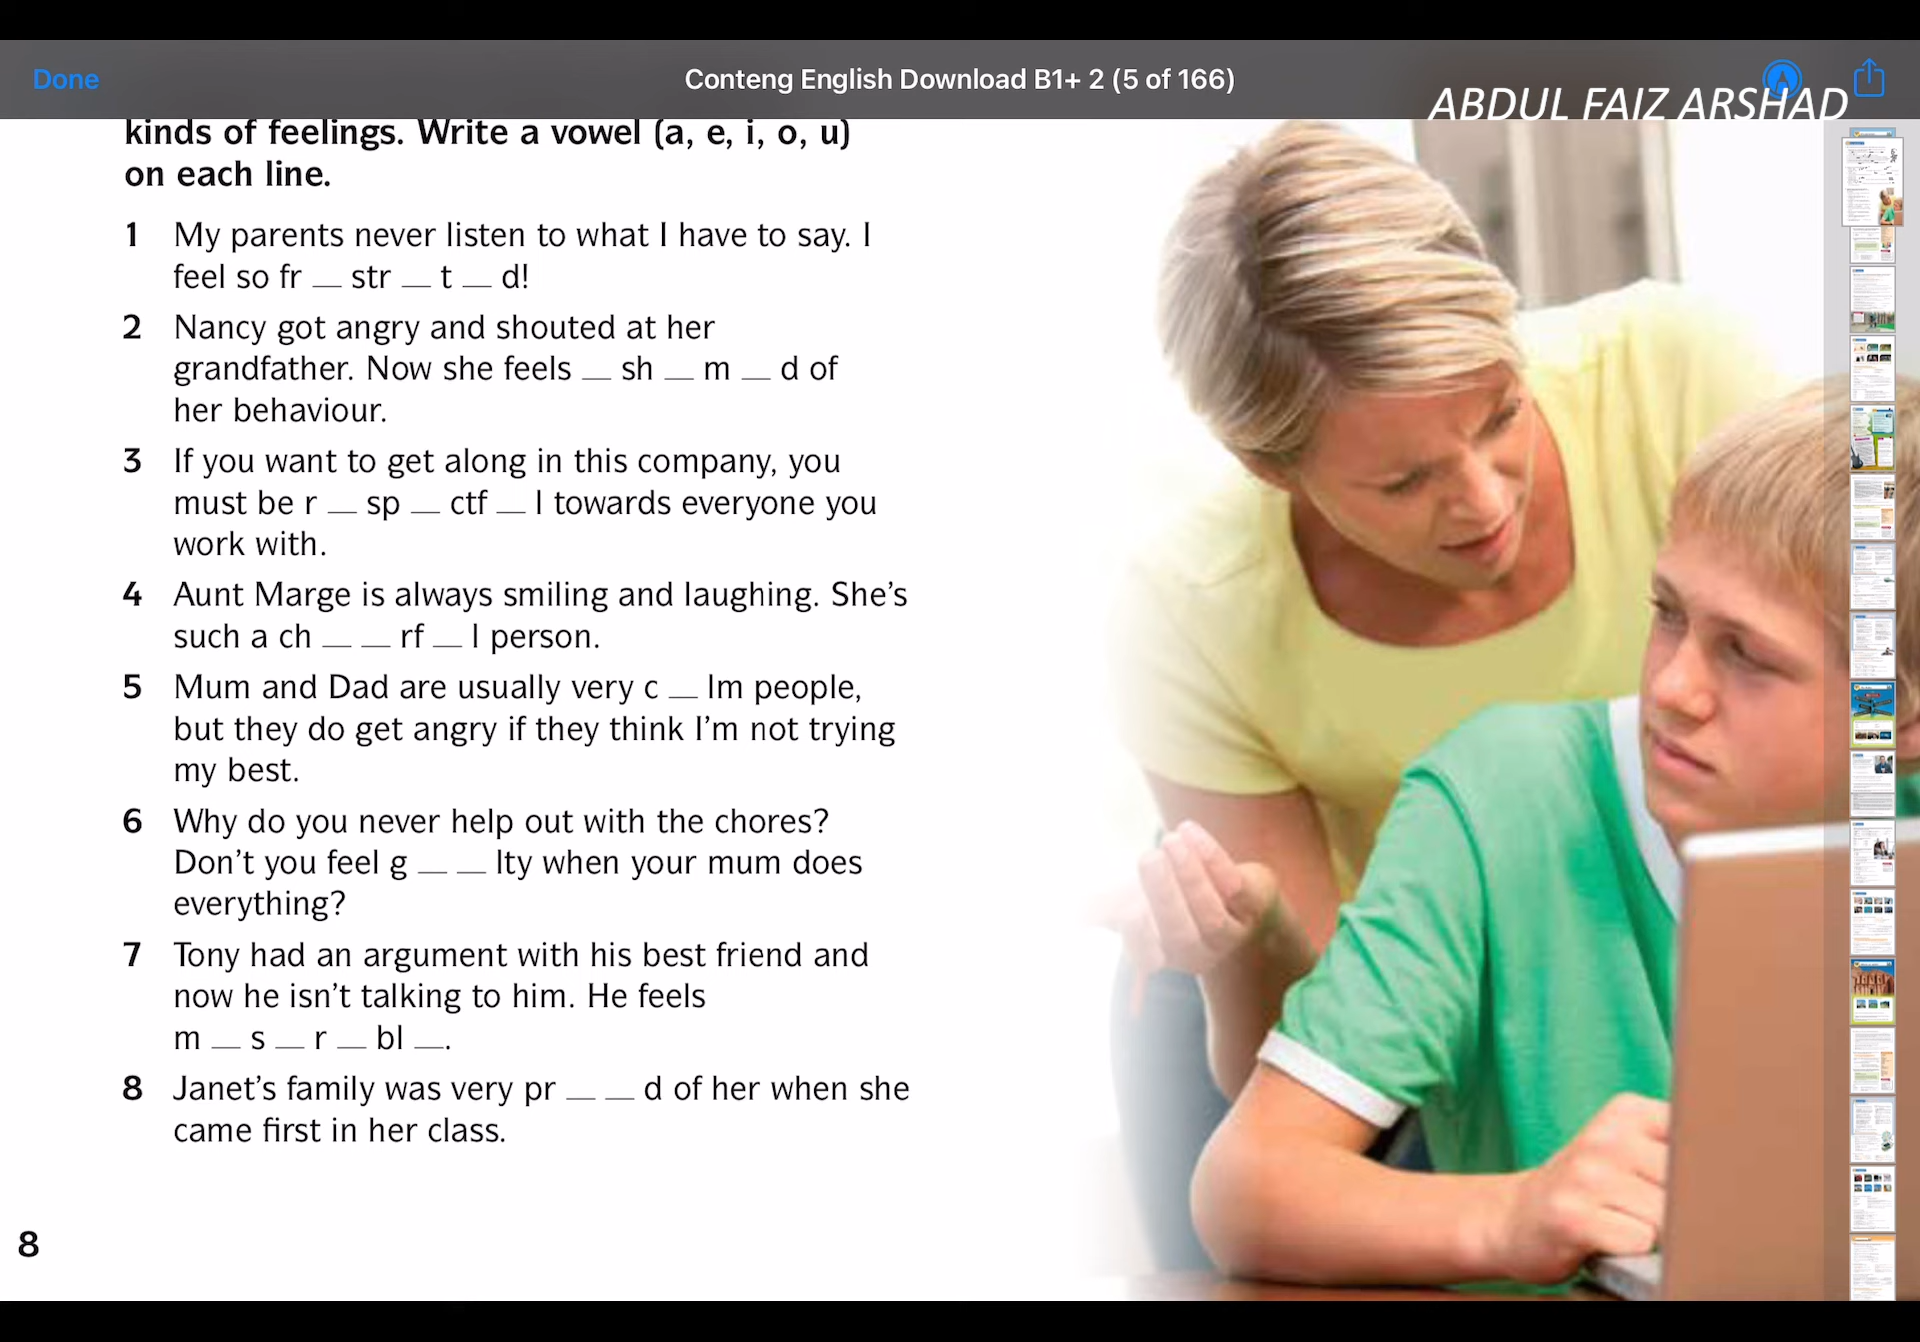 Done
Conteng English Download B1+ 2 (5 of 166)
ABDUL FAIZ ARSHAD
kinds of feelings. Write a vowel (a, e, i, o, u)
on each line.
1 My parents never listen to what I have to say. I
feel so fr __ str __ t __ d!
2 Nancy got angry and shouted at her
grandfather. Now she feels __ sh __ m __ d of
her behaviour.
3 If you want to get along in this company, you
must be r __ sp __ ctf __ l towards everyone you
work with.
4 Aunt Marge is always smiling and laughing. She's
such a ch __ __ rf __ l person.
5 Mum and Dad are usually very c __ lm people,
but they do get angry if they think I'm not trying
my best.
6 Why do you never help out with the chores?
Don't you feel g __ __ lty when your mum does
everything?
7 Tony had an argument with his best friend and
now he isn't talking to him. He feels
m __ s __ r __ bl __.
8 Janet's family was very pr __ __ d of her when she
came first in her class.
8